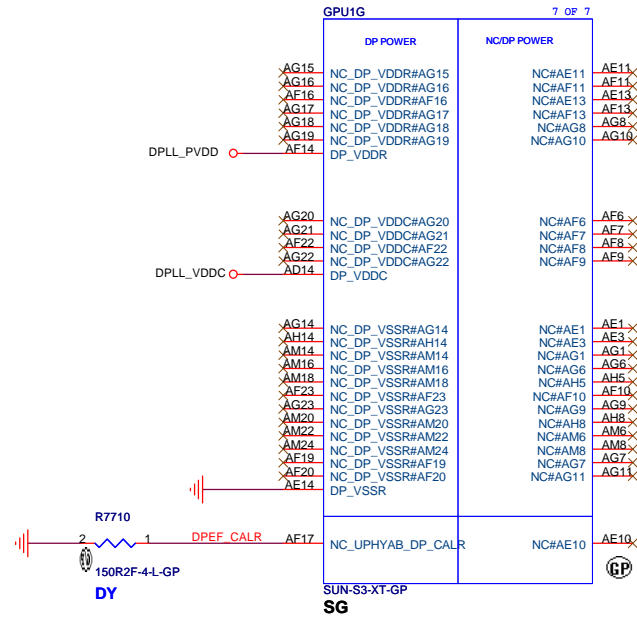 GPU1G 7 OF 7
DP POWER NC/DP POWER
AG15 NC_DP_VDDR#AG15 NC#AE11 AE11
AG16 NC_DP_VDDR#AG16 NC#AF11 AF11
AF16 NC_DP_VDDR#AF16 NC#AE13 AE13
AG17 NC_DP_VDDR#AG17 NC#AF13 AF13
AG18 NC_DP_VDDR#AG18 NC#AG8 AG8
AG19 NC_DP_VDDR#AG19 NC#AG10 AG10
DPLL_PVDD AF14 DP_VDDR
AG20 NC_DP_VDDC#AG20 NC#AF6 AF6
AG21 NC_DP_VDDC#AG21 NC#AF7 AF7
AF22 NC_DP_VDDC#AF22 NC#AF8 AF8
AG22 NC_DP_VDDC#AG22 NC#AF9 AF9
DPLL_VDDC AD14 DP_VDDC
AG14 NC_DP_VSSR#AG14 NC#AE1 AE1
AH14 NC_DP_VSSR#AH14 NC#AE3 AE3
AM14 NC_DP_VSSR#AM14 NC#AG1 AG1
AM16 NC_DP_VSSR#AM16 NC#AG6 AG6
AM18 NC_DP_VSSR#AM18 NC#AH5 AH5
AF23 NC_DP_VSSR#AF23 NC#AF10 AF10
AG23 NC_DP_VSSR#AG23 NC#AG9 AG9
AM20 NC_DP_VSSR#AM20 NC#AH8 AH8
AM22 NC_DP_VSSR#AM22 NC#AM6 AM6
AM24 NC_DP_VSSR#AM24 NC#AM8 AM8
AF19 NC_DP_VSSR#AF19 NC#AG7 AG7
AF20 NC_DP_VSSR#AF20 NC#AG11 AG11
AE14 DP_VSSR
R7710
2 1 DPEF_CALR AF17 NC_UPHYAB_DP_CALR NC#AE10 AE10
150R2F-4-L-GP
GP
DY
SUN-S3-XT-GP
SG